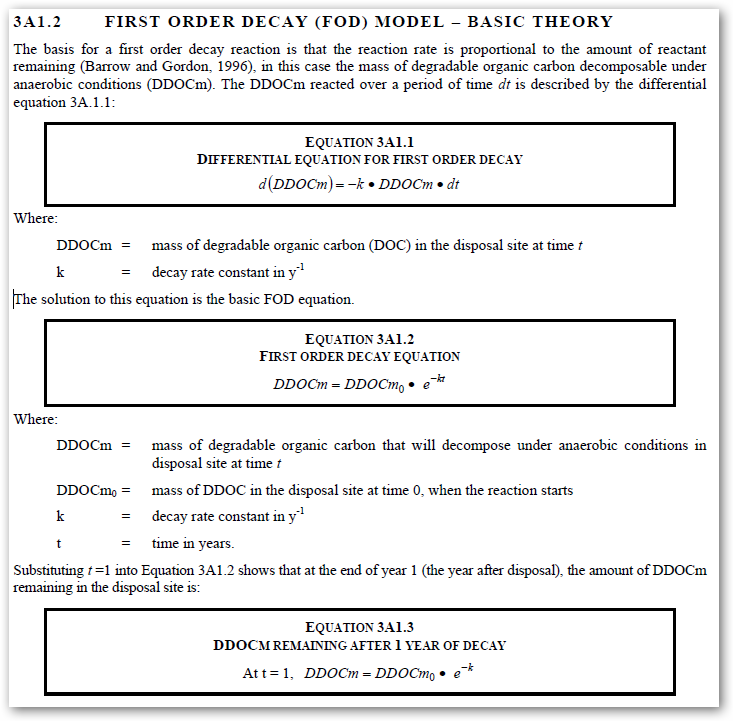 3A1.2 FIRST ORDER DECAY (FOD) MODEL – BASIC THEORY
The basis for a first order decay reaction is that the reaction rate is proportional to the amount of reactant
remaining (Barrow and Gordon, 1996), in this case the mass of degradable organic carbon decomposable under
anaerobic conditions (DDOCm). The DDOCm reacted over a period of time dt is described by the differential
equation 3A.1.1:
EQUATION 3A1.1
DIFFERENTIAL EQUATION FOR FIRST ORDER DECAY
d(DDOCm) = −k • DDOCm • dt
Where:
DDOCm = mass of degradable organic carbon (DOC) in the disposal site at time t
k = decay rate constant in y⁻¹
The solution to this equation is the basic FOD equation.
EQUATION 3A1.2
FIRST ORDER DECAY EQUATION
DDOCm = DDOCm₀ • e^−kt
Where:
DDOCm = mass of degradable organic carbon that will decompose under anaerobic conditions in
disposal site at time t
DDOCm₀ = mass of DDOC in the disposal site at time 0, when the reaction starts
k = decay rate constant in y⁻¹
t = time in years.
Substituting t =1 into Equation 3A1.2 shows that at the end of year 1 (the year after disposal), the amount of DDOCm
remaining in the disposal site is:
EQUATION 3A1.3
DDOCM REMAINING AFTER 1 YEAR OF DECAY
At t = 1, DDOCm = DDOCm₀ • e^−k